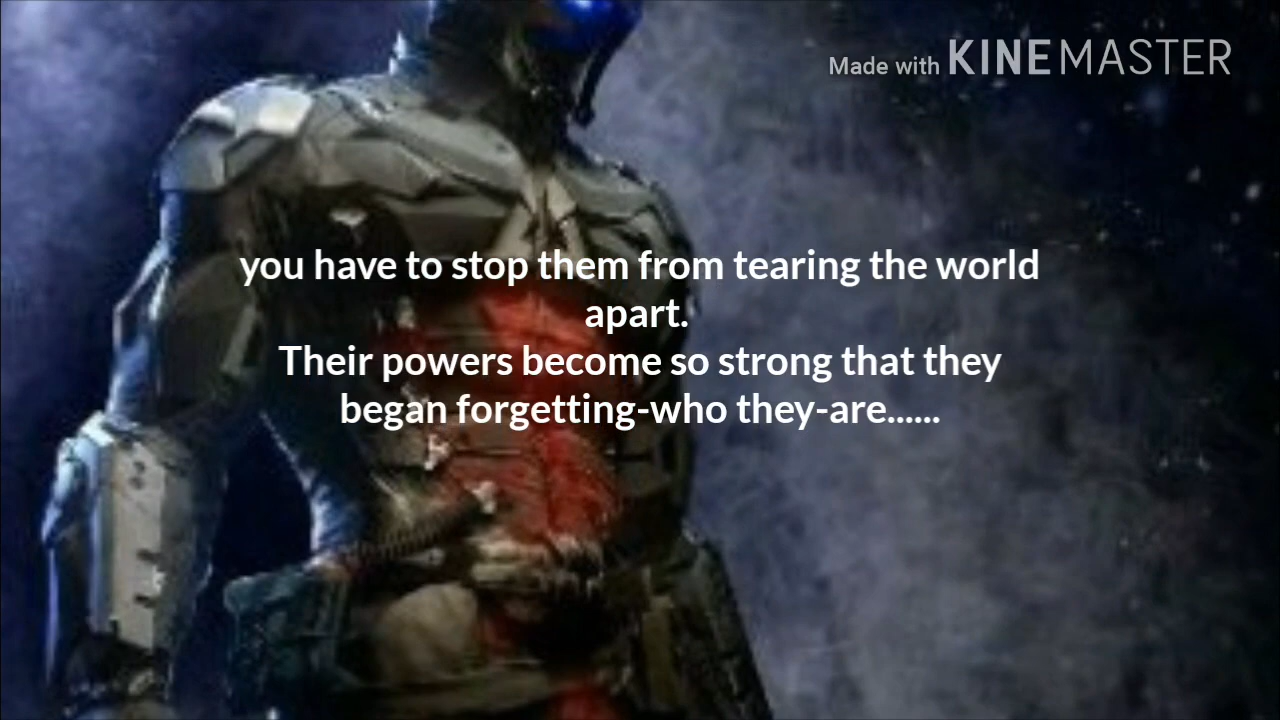 Made with KINEMASTER
you have to stop them from tearing the world
apart.
Their powers become so strong that they
began forgetting-who they-are......